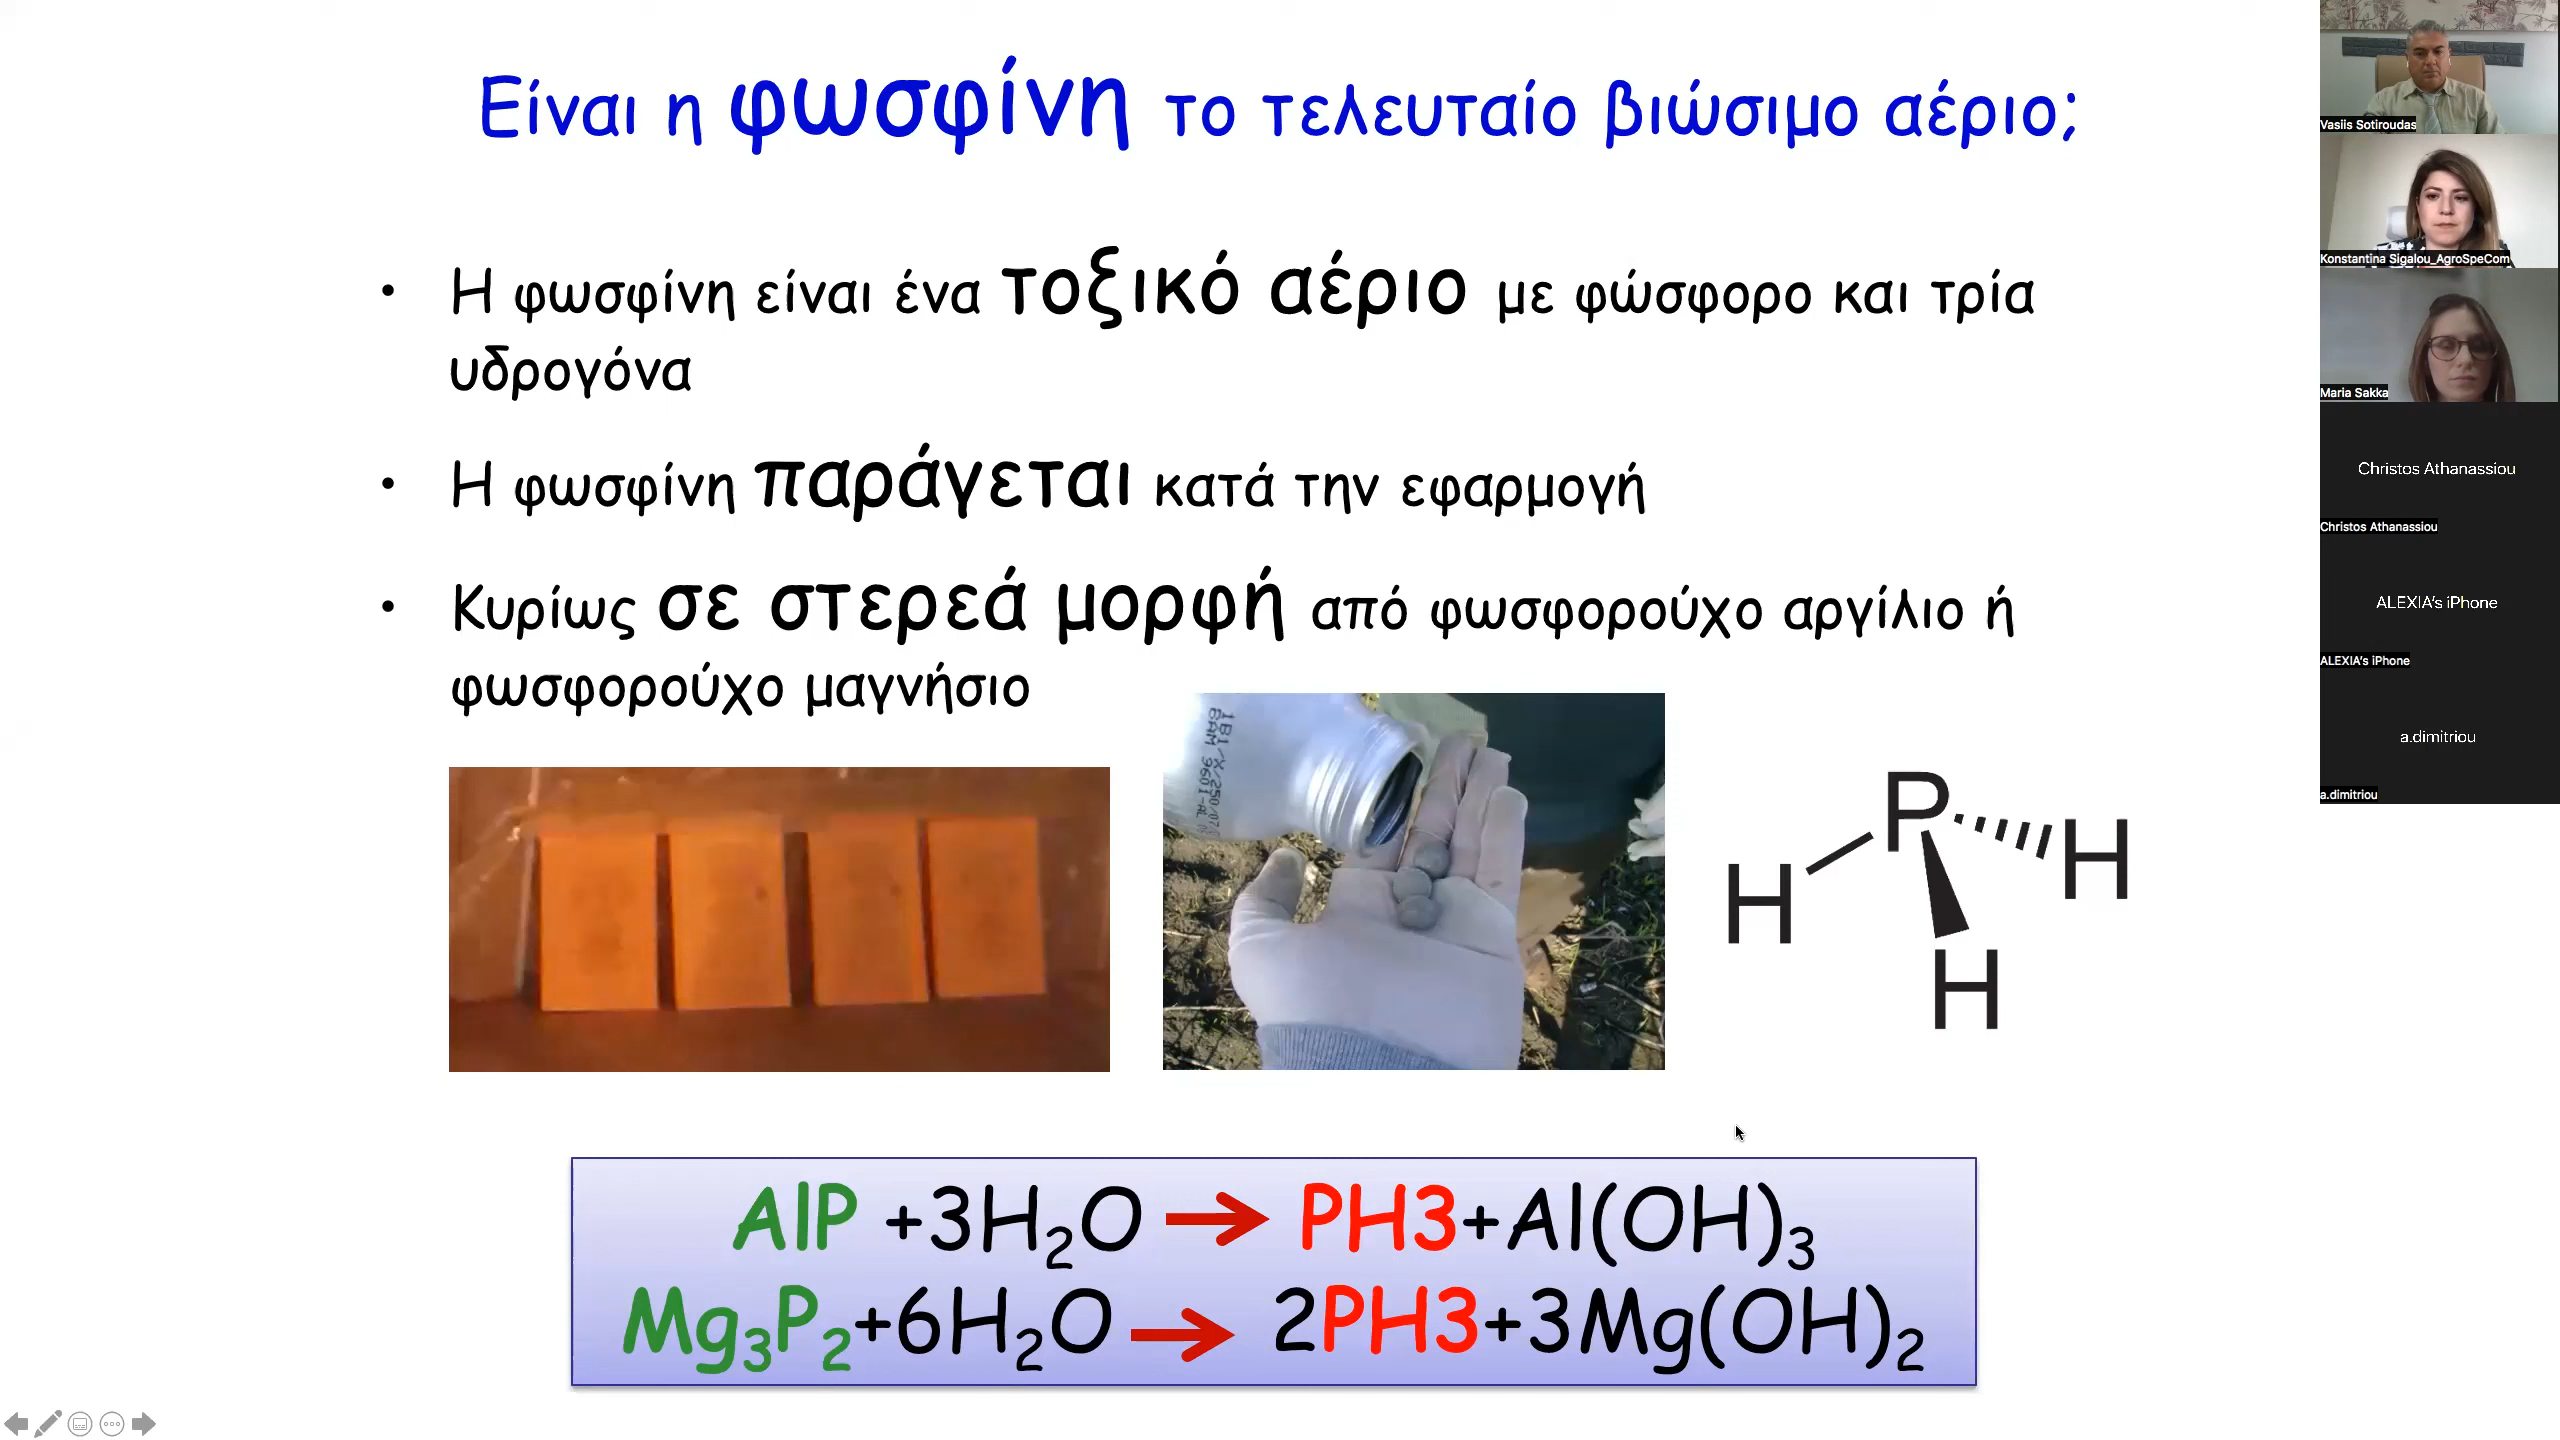 Είναι η φωσφίνη το τελευταίο βιώσιμο αέριο;
• Η φωσφίνη είναι ένα τοξικό αέριο με φώσφορο και τρία
υδρογόνα
• Η φωσφίνη παράγεται κατά την εφαρμογή
• Κυρίως σε στερεά μορφή από φωσφορούχο αργίλιο ή
φωσφορούχο μαγνήσιο
P
H
H
H
AlP +3H₂O → PH3+Al(OH)₃
Mg₃P₂+6H₂O → 2PH3+3Mg(OH)₂
Vasiis Sotiroudas
Konstantina Sigalou_AgroSpeCom
Maria Sakka
Christos Athanassiou
Christos Athanassiou
ALEXIA's iPhone
ALEXIA's iPhone
a.dimitriou
a.dimitriou